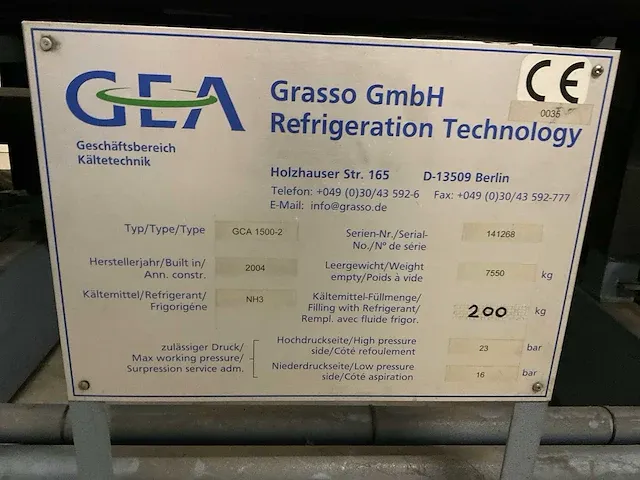 GEA
Geschäftsbereich
Kältetechnik
Grasso GmbH
Refrigeration Technology
CE
0035
Holzhauser Str. 165 D-13509 Berlin
Telefon: +049 (0)30/43 592-6 Fax: +049 (0)30/43 592-777
E-Mail: info@grasso.de
Typ/Type/Type GCA 1500-2
Herstellerjahr/Built in/
Ann. constr. 2004
Kältemittel/Refrigerant/
Frigorigéne NH3
Serien-Nr./Serial-
No./Nº de série 141268
Leergewicht/Weight
empty/Poids à vide 7550 kg
Kältemittel-Füllmenge/
Filling with Refrigerant/
Rempl. avec fluide frigor. 200 kg
zulässiger Druck/
Max working pressure/
Surpression service adm.
Hochdruckseite/High pressure
side/Côté refoulement 23 bar
Niederdruckseite/Low pressure
side/Côté aspiration 16 bar